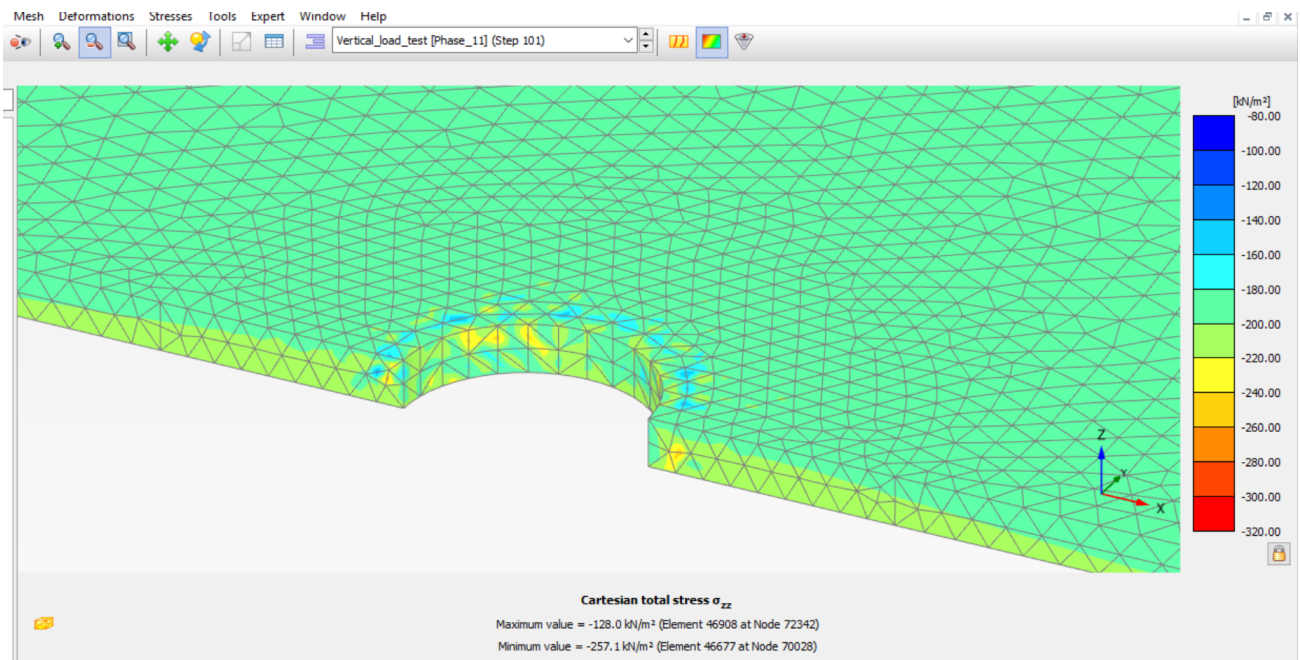 Mesh Deformations Stresses Tools Expert Window Help
Vertical_load_test [Phase_11] (Step 101)
[kN/m²]
-80.00
-100.00
-120.00
-140.00
-160.00
-180.00
-200.00
-220.00
-240.00
-260.00
-280.00
-300.00
-320.00
Z
Y
X
Cartesian total stress σzz
Maximum value = -128.0 kN/m² (Element 46908 at Node 72342)
Minimum value = -257.1 kN/m² (Element 46677 at Node 70028)